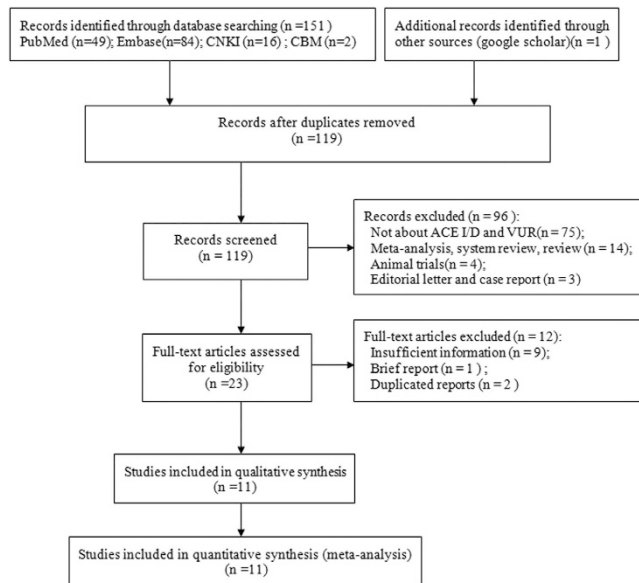 Records identified through database searching (n =151)
PubMed (n=49); Embase(n=84); CNKI (n=16) ; CBM (n=2)
Additional records identified through
other sources (google scholar)(n =1 )
Records after duplicates removed
(n =119)
Records screened
(n = 119)
Records excluded (n = 96) :
Not about ACE I/D and VUR(n = 75);
Meta-analysis, system review, review (n = 14);
Animal trials(n = 4);
Editorial letter and case report (n = 3)
Full-text articles assessed
for eligibility
(n =23)
Full-text articles excluded (n = 12):
Insufficient information (n = 9);
Brief report (n = 1 ) ;
Duplicated reports (n = 2 )
Studies included in qualitative synthesis
(n =11)
Studies included in quantitative synthesis (meta-analysis)
(n =11)